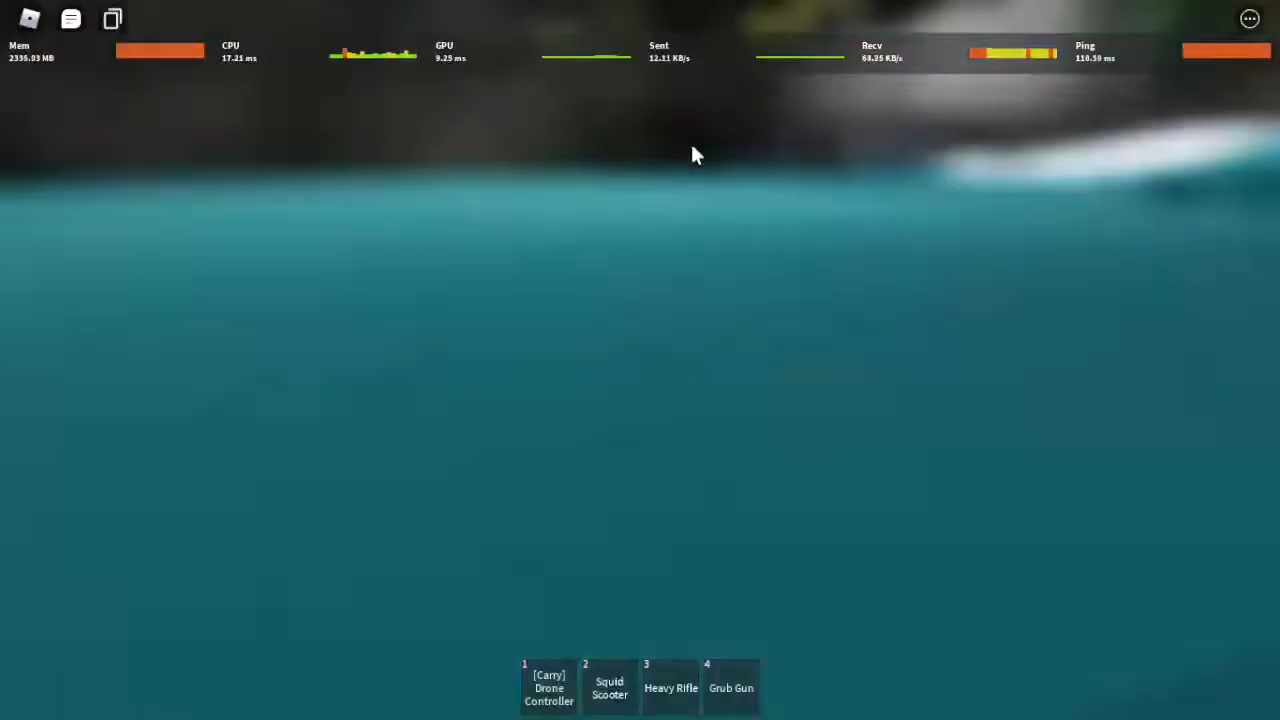 Mem
2336.03 MB
CPU
17.21 ms
GPU
9.25 ms
Sent
12.11 KB/s
Recv
68.25 KB/s
Ping
110.59 ms
1
[Carry]
Drone
Controller
2
Squid
Scooter
3
Heavy Rifle
4
Grub Gun